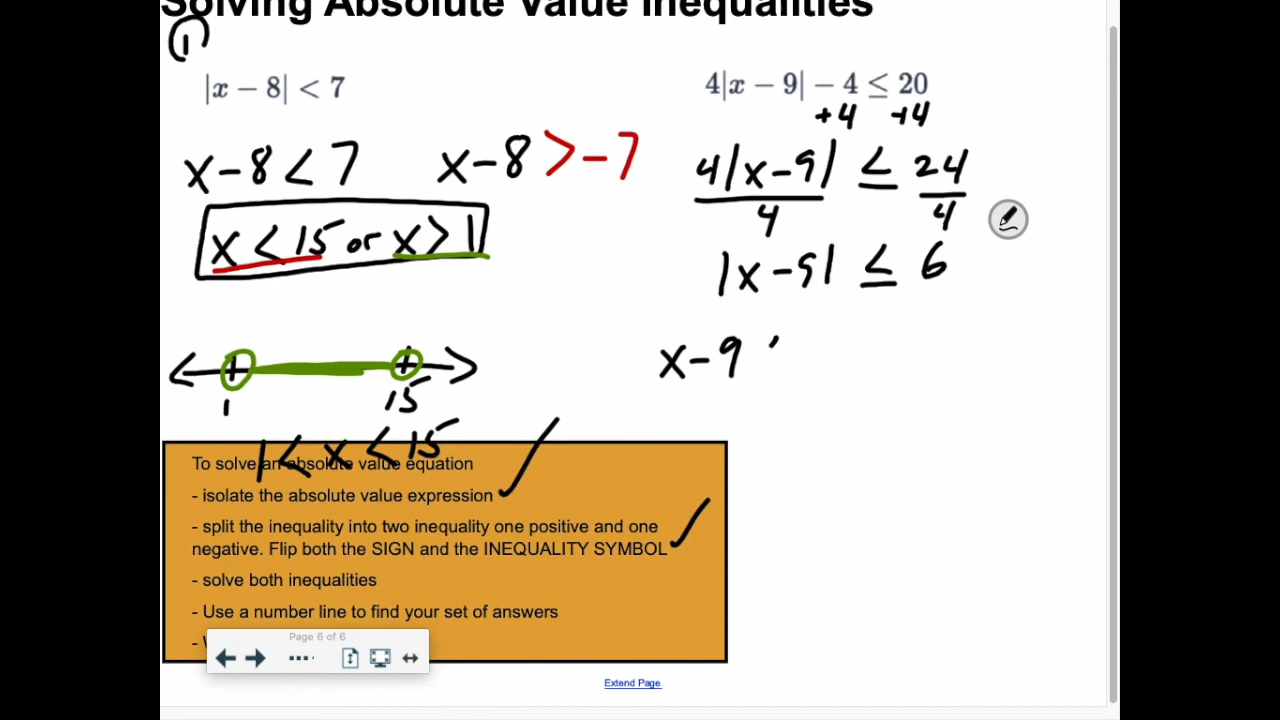 Solving Absolute Value Inequalities
①
|x − 8| < 7
x-8<7 x-8>-7
x<15 or x>1
1 15
1<x<15
4|x − 9| − 4 ≤ 20
+4 +4
4|x-9| ≤ 24
4 4
|x-9| ≤ 6
x-9
To solve an absolute value equation
- isolate the absolute value expression
- split the inequality into two inequality one positive and one
negative. Flip both the SIGN and the INEQUALITY SYMBOL
- solve both inequalities
- Use a number line to find your set of answers
Page 6 of 6
Extend Page